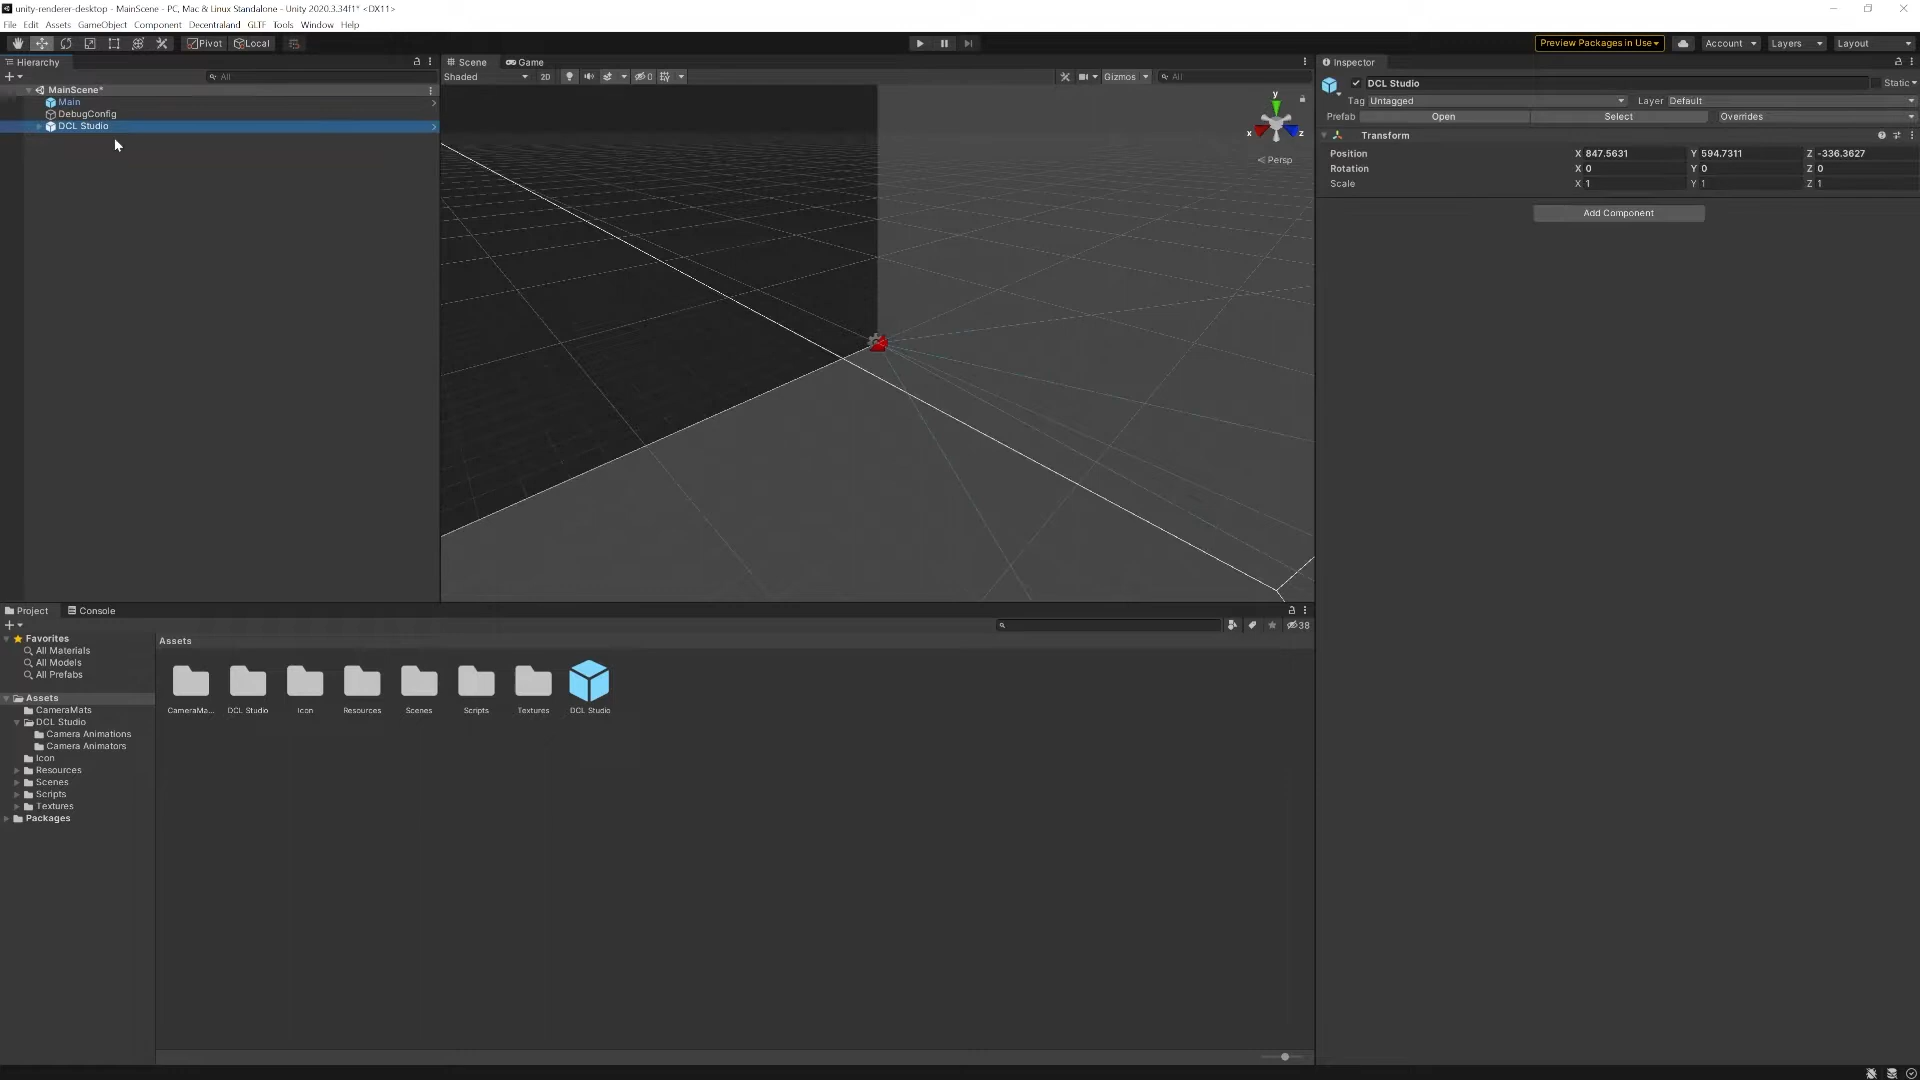 unity-renderer-desktop - MainScene - PC, Mac & Linux Standalone - Unity 2020.3.34f1* <DX11>
File Edit Assets GameObject Component Decentraland GLTF Tools Window Help
Pivot Local Preview Packages in Use Account Layers Layout
Hierarchy
All
MainScene*
Main
DebugConfig
DCL Studio
Scene Game
Shaded 2D 0 Gizmos All
y
x z
< Persp
Inspector
DCL Studio Static
Tag Untagged Layer Default
Prefab Open Select Overrides
Transform
Position X 847.5631 Y 594.7311 Z -336.3627
Rotation X 0 Y 0 Z 0
Scale X 1 Y 1 Z 1
Add Component
Project Console
38
Favorites
All Materials
All Models
All Prefabs
Assets
CameraMats
DCL Studio
Camera Animations
Camera Animators
Icon
Resources
Scenes
Scripts
Textures
Packages
Assets
CameraMa... DCL Studio Icon Resources Scenes Scripts Textures DCL Studio